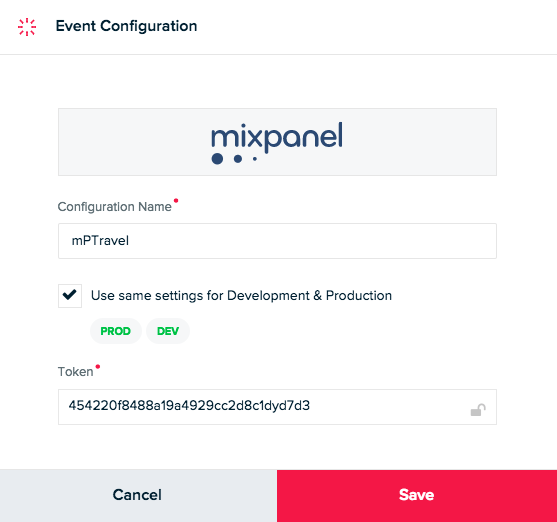 Event Configuration
mixpanel
Configuration Name
mPTravel
Use same settings for Development & Production
PROD DEV
Token
454220f8488a19a4929cc2d8c1dyd7d3
Cancel Save